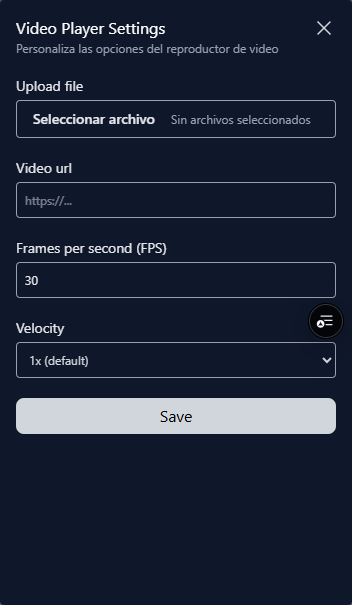 Video Player Settings
Personaliza las opciones del reproductor de video
Upload file
Seleccionar archivo Sin archivos seleccionados
Video url
https://...
Frames per second (FPS)
30
Velocity
1x (default)
Save